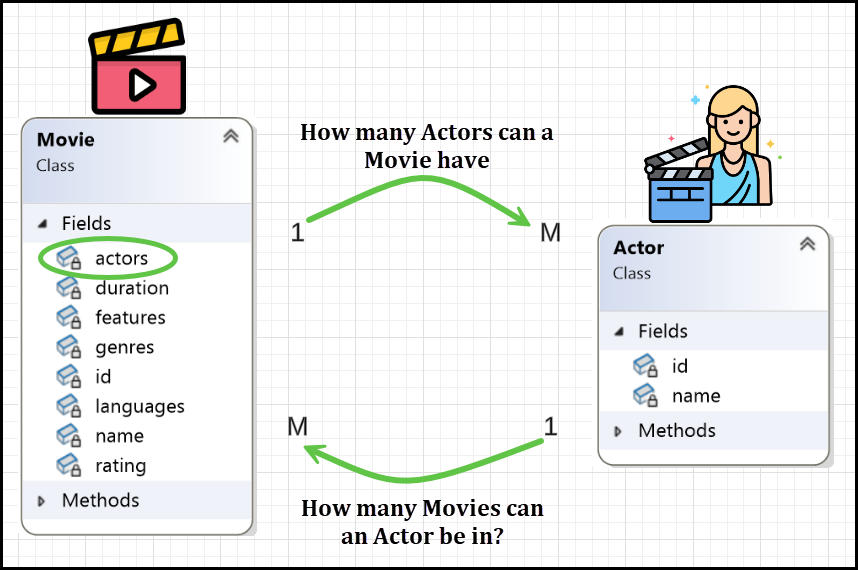 Movie
Class
Fields
actors
duration
features
genres
id
languages
name
rating
Methods
How many Actors can a
Movie have
1
M
M
1
How many Movies can
an Actor be in?
Actor
Class
Fields
id
name
Methods